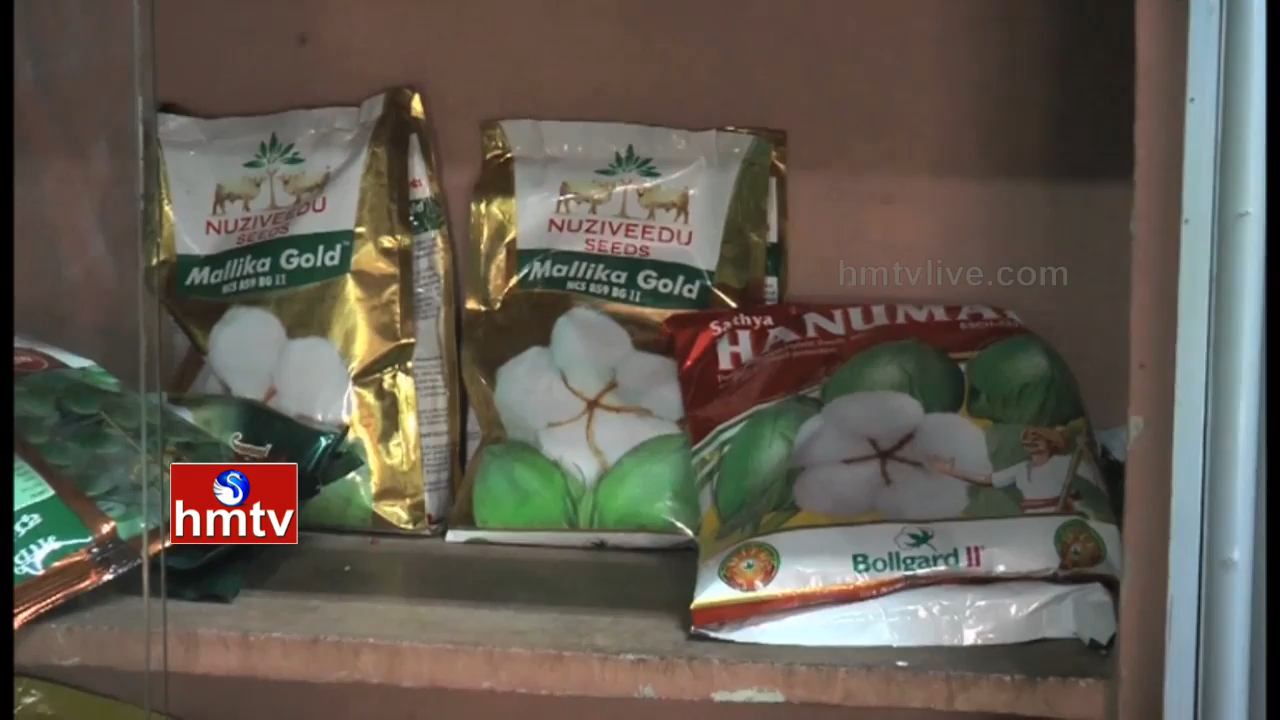 NUZIVEEDU
SEEDS
Mallika Gold™
NCS 859 BG II
NUZIVEEDU
SEEDS
Mallika Gold
NCS 859 BG II
hmtvlive.com
Sathya
HANUMA
Bollgard II
hmtv